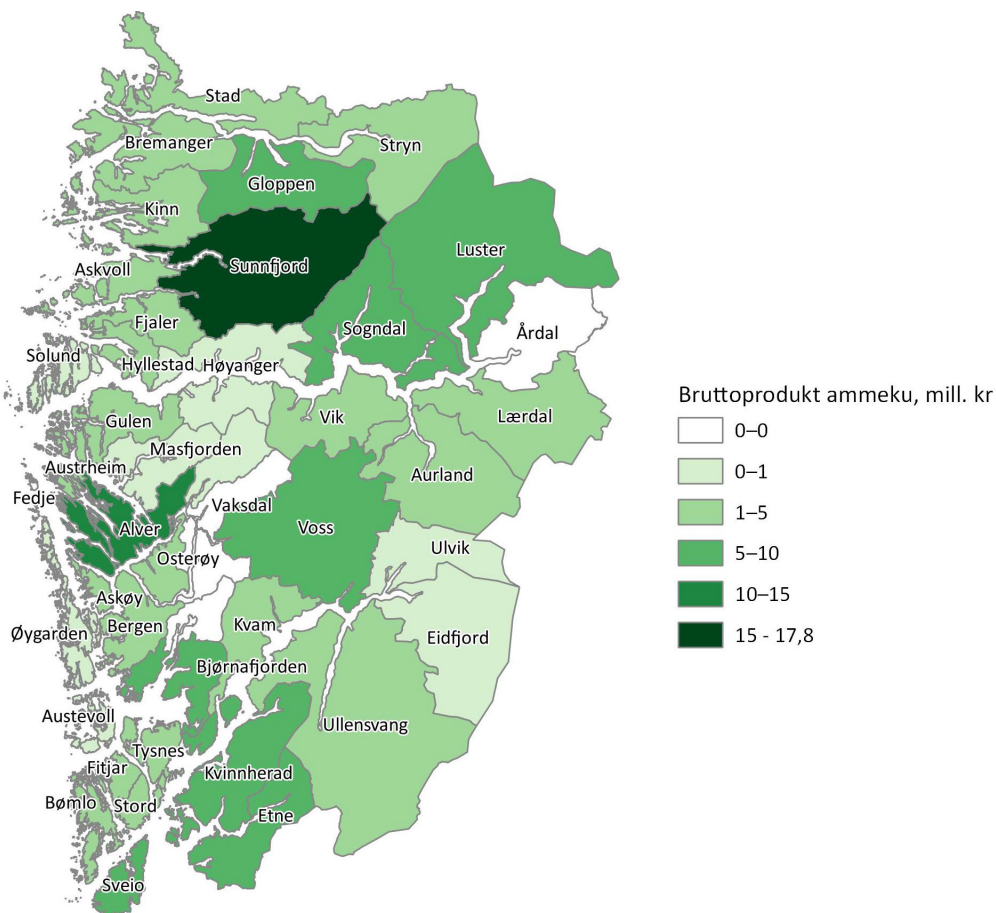 Stad
Bremanger
Stryn
Gloppen
Kinn
Luster
Askvoll
Sunnfjord
Fjaler
Sogndal
Årdal
Solund
Hyllestad
Høyanger
Bruttoprodukt ammeku, mill. kr
Gulen
Vik
Lærdal
0–0
Masfjorden
Austrheim
0–1
Aurland
Fedje
Vaksdal
1–5
Alver
Voss
Osterøy
Ulvik
5–10
Askøy
10–15
Øygarden
Bergen
Kvam
Eidfjord
15 - 17,8
Bjørnafjorden
Austevoll
Ullensvang
Tysnes
Fitjar
Kvinnherad
Bømlo
Stord
Etne
Sveio